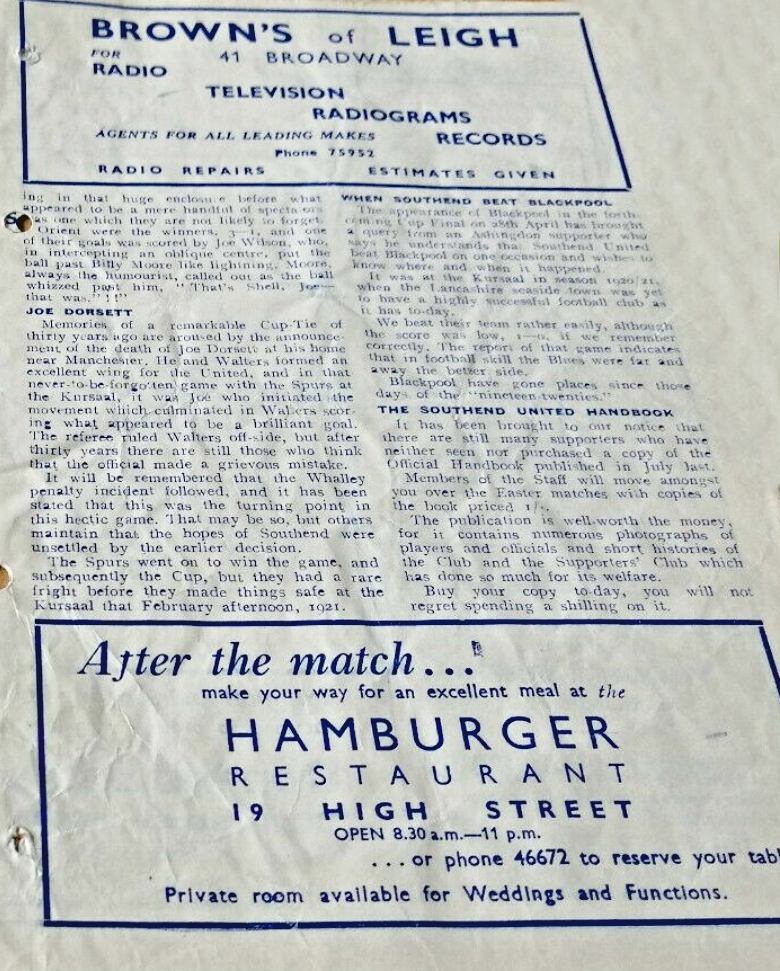 BROWN'S of LEIGH
FOR 41 BROADWAY
RADIO
TELEVISION
RADIOGRAMS
AGENTS FOR ALL LEADING MAKES RECORDS
Phone 75952
RADIO REPAIRS ESTIMATES GIVEN
ing in that huge enclosure before what
appeared to be a mere handful of spectators
as one which they are not likely to forget.
Orient were the winners, 3—1, and one
of their goals was scored by Joe Wilson, who,
in intercepting an oblique centre, put the
ball past Billy Moore like lightning. Moore,
always the humourist, called out as the ball
whizzed past him, "That's Shell, Joe—
that was." ! !"
JOE DORSETT
Memories of a remarkable Cup-Tie of
thirty years ago are aroused by the announce-
ment of the death of Joe Dorsett at his home
near Manchester. He and Walters formed an
excellent wing for the United, and in that
never-to-be-forgotten game with the Spurs at
the Kursaal, it was Joe who initiated the
movement which culminated in Walters scor-
ing what appeared to be a brilliant goal.
The referee ruled Walters off-side, but after
thirty years there are still those who think
that the official made a grievous mistake.
It will be remembered that the Whalley
penalty incident followed, and it has been
stated that this was the turning point in
this hectic game. That may be so, but others
maintain that the hopes of Southend were
unsettled by the earlier decision.
The Spurs went on to win the game, and
subsequently the Cup, but they had a rare
fright before they made things safe at the
Kursaal that February afternoon, 1921.
WHEN SOUTHEND BEAT BLACKPOOL
The appearance of Blackpool in the forth-
coming Cup Final on 28th April has brought
a query from an Ashingdon supporter who
says he understands that Southend United
beat Blackpool on one occasion and wishes to
know where and when it happened.
It was at the Kursaal in season 1920/21,
when the Lancashire seaside town was yet
to have a highly successful football club as
it has to-day.
We beat their team rather easily, although
the score was low, 1—0, if we remember
correctly. The report of that game indicates
that in football skill the Blues were far and
away the better side.
Blackpool have gone places since those
days of the "nineteen-twenties."
THE SOUTHEND UNITED HANDBOOK
It has been brought to our notice that
there are still many supporters who have
neither seen nor purchased a copy of the
Official Handbook published in July last.
Members of the Staff will move amongst
you over the Easter matches with copies of
the book priced 1/-.
The publication is well-worth the money,
for it contains numerous photographs of
players and officials and short histories of
the Club and the Supporters' Club which
has done so much for its welfare.
Buy your copy to-day, you will not
regret spending a shilling on it.
After the match...
make your way for an excellent meal at the
HAMBURGER
RESTAURANT
19 HIGH STREET
OPEN 8.30 a.m.—11 p.m.
...or phone 46672 to reserve your tabl
Private room available for Weddings and Functions.